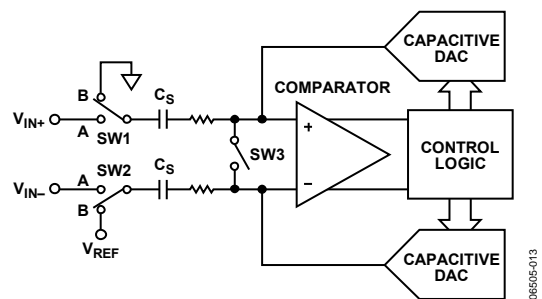 CAPACITIVE
DAC
COMPARATOR
B
CS
VIN+
A
SW1
+
SW3
CONTROL
LOGIC
SW2
CS
A
VIN–
B
–
VREF
CAPACITIVE
DAC
06505-013